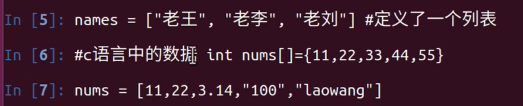 In [5]: names = ["老王", "老李", "老刘"] #定义了一个列表
In [6]: #c语言中的数据 int nums[]={11,22,33,44,55}
In [7]: nums = [11,22,3.14,"100","laowang"]